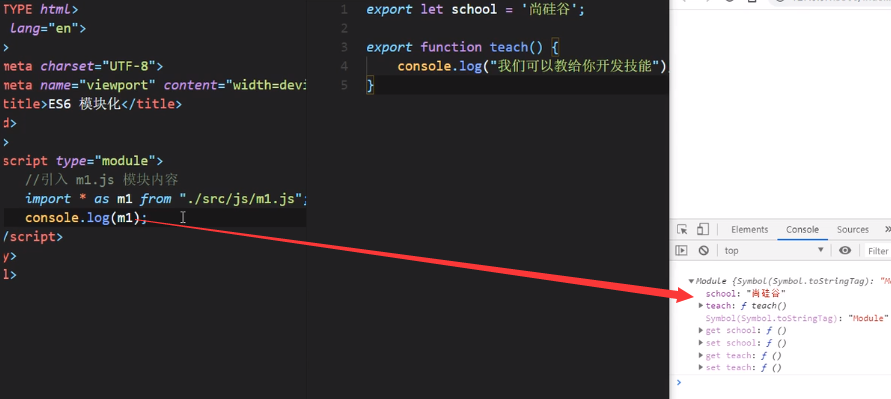 TYPE html>
lang="en">
>
meta charset="UTF-8">
meta name="viewport" content="width=devi
title>ES6 模块化</title>
d>
>
script type="module">
//引入 m1.js 模块内容
import * as m1 from "./src/js/m1.js";
console.log(m1);
/script>
y>
l>
1 export let school = '尚硅谷';
2
3 export function teach() {
4 console.log("我们可以教给你开发技能")
5 }
Elements Console Sources »
top Filter
▼Module {Symbol(Symbol.toStringTag): "M
school: "尚硅谷"
▶teach: ƒ teach()
Symbol(Symbol.toStringTag): "Module"
▶get school: ƒ ()
▶set school: ƒ ()
▶get teach: ƒ ()
▶set teach: ƒ ()
>